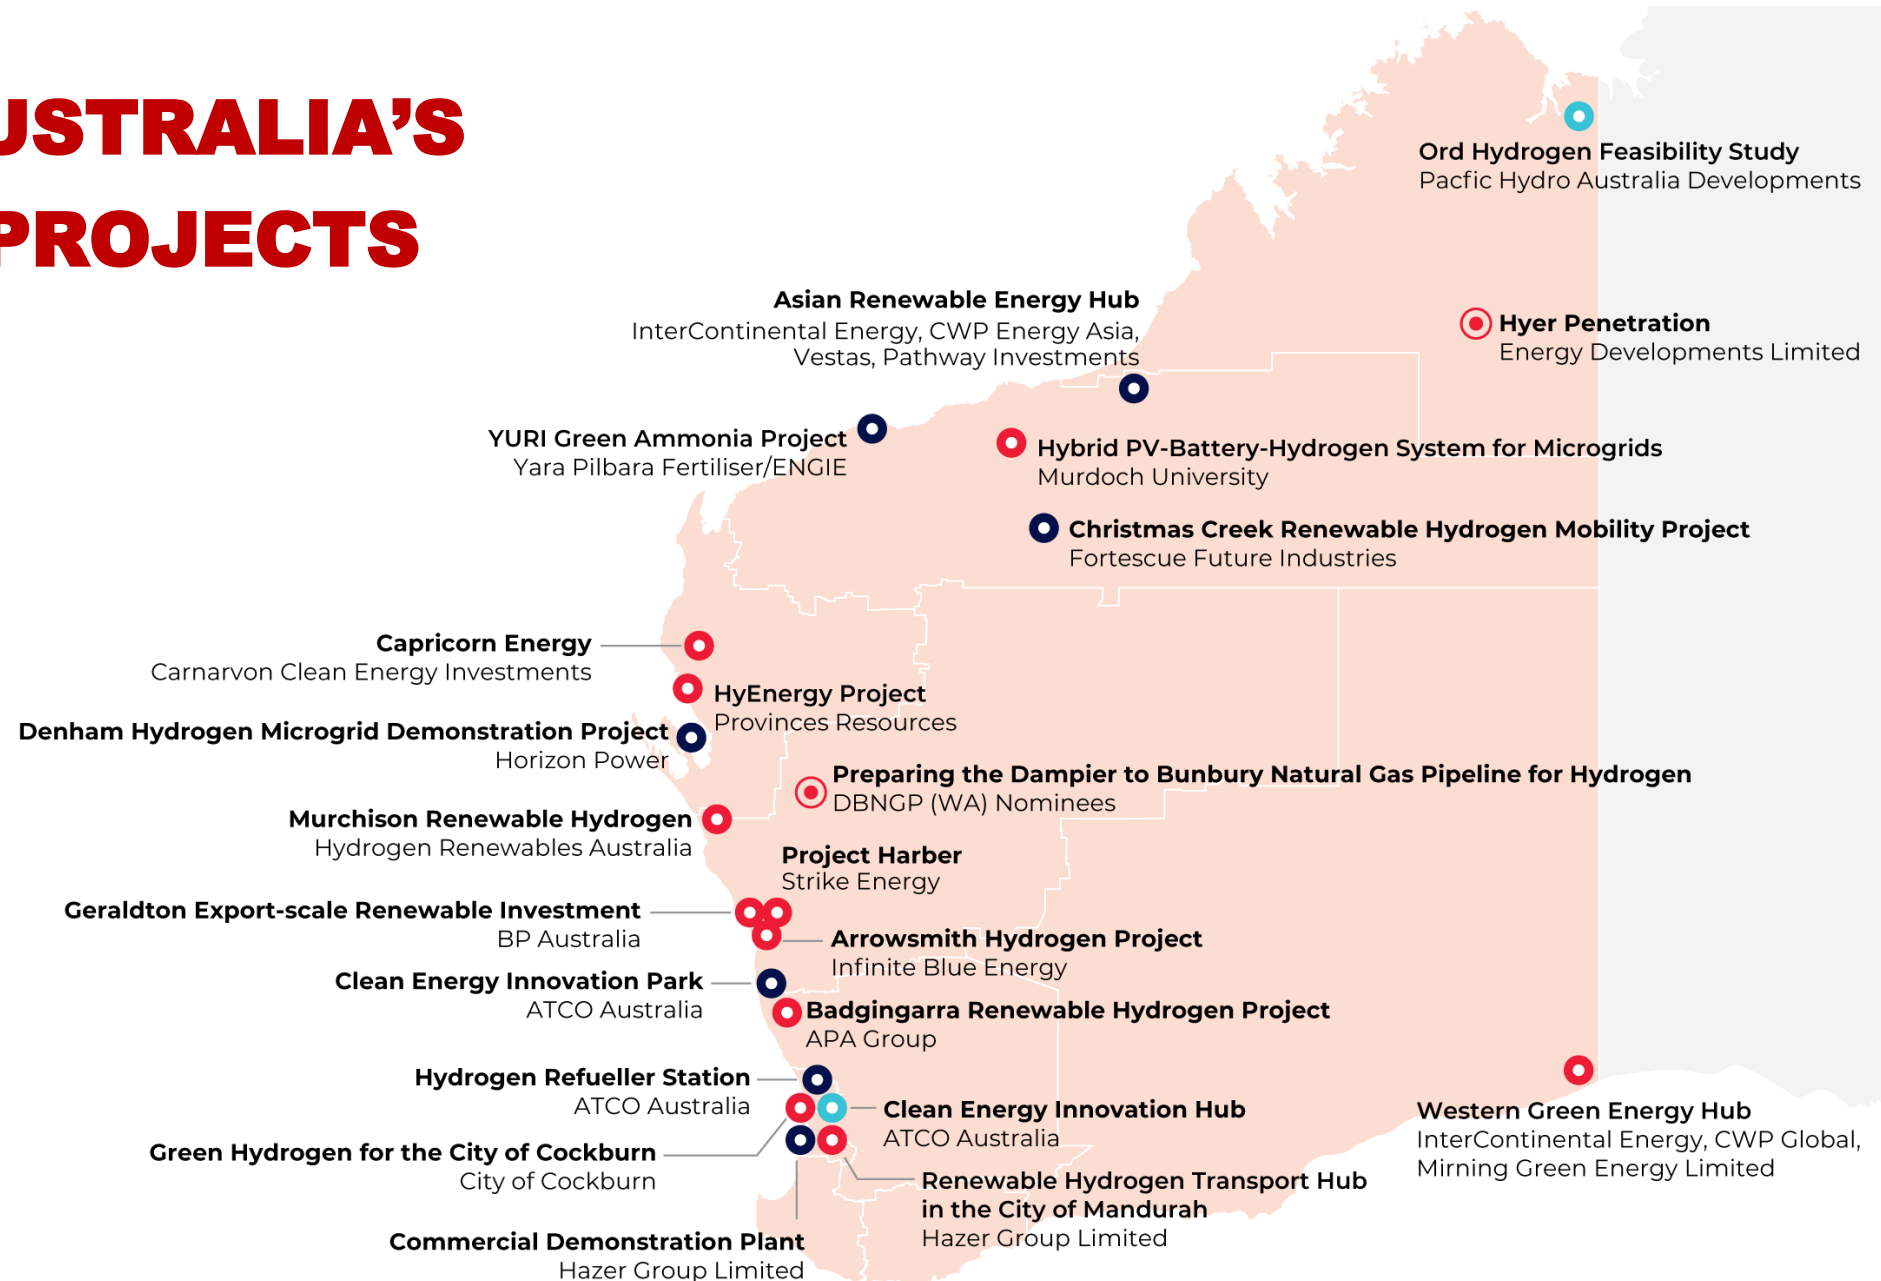 USTRALIA'S
PROJECTS
Ord Hydrogen Feasibility Study
Pacfic Hydro Australia Developments
Asian Renewable Energy Hub
InterContinental Energy, CWP Energy Asia,
Vestas, Pathway Investments
Hyer Penetration
Energy Developments Limited
YURI Green Ammonia Project
Yara Pilbara Fertiliser/ENGIE
Hybrid PV-Battery-Hydrogen System for Microgrids
Murdoch University
Christmas Creek Renewable Hydrogen Mobility Project
Fortescue Future Industries
Capricorn Energy
Carnarvon Clean Energy Investments
HyEnergy Project
Provinces Resources
Denham Hydrogen Microgrid Demonstration Project
Horizon Power
Preparing the Dampier to Bunbury Natural Gas Pipeline for Hydrogen
DBNGP (WA) Nominees
Murchison Renewable Hydrogen
Hydrogen Renewables Australia
Project Harber
Strike Energy
Geraldton Export-scale Renewable Investment
BP Australia
Arrowsmith Hydrogen Project
Infinite Blue Energy
Clean Energy Innovation Park
ATCO Australia
Badgingarra Renewable Hydrogen Project
APA Group
Hydrogen Refueller Station
ATCO Australia
Clean Energy Innovation Hub
ATCO Australia
Western Green Energy Hub
InterContinental Energy, CWP Global,
Mirning Green Energy Limited
Green Hydrogen for the City of Cockburn
City of Cockburn
Renewable Hydrogen Transport Hub
in the City of Mandurah
Hazer Group Limited
Commercial Demonstration Plant
Hazer Group Limited